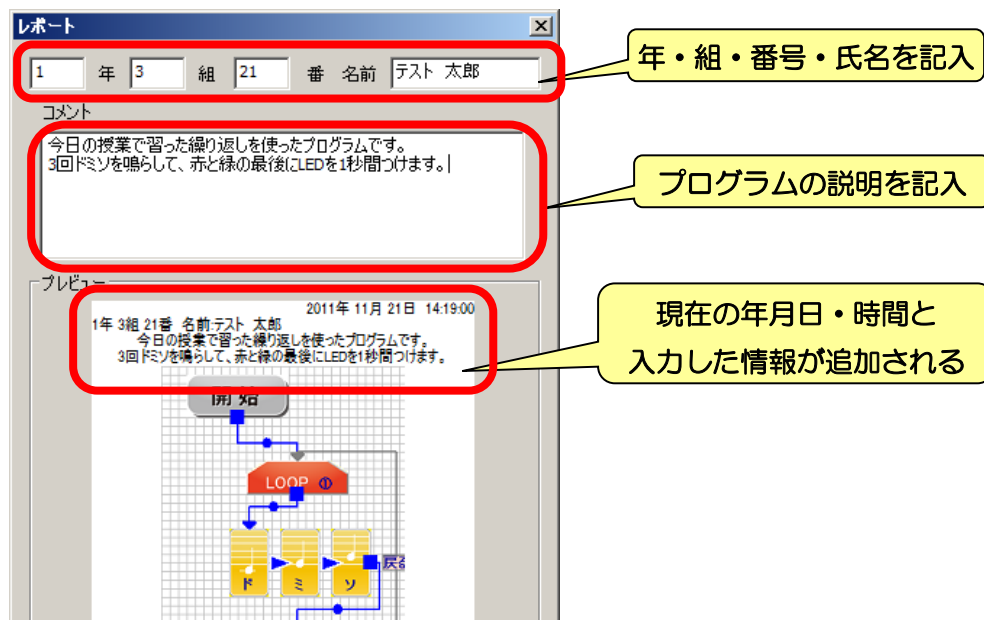 レポート
1 年 3 組 21 番 名前 テスト 太郎
年・組・番号・氏名を記入
コメント
今日の授業で習った繰り返しを使ったプログラムです。
3回ドミソを鳴らして、赤と緑の最後にLEDを1秒間つけます。
プログラムの説明を記入
プレビュー
2011年 11月 21日 14:19:00
1年 3組 21番 名前:テスト 太郎
今日の授業で習った繰り返しを使ったプログラムです。
3回ドミソを鳴らして、赤と緑の最後にLEDを1秒間つけます。
現在の年月日・時間と
入力した情報が追加される
開始
LOOP ①
ド ミ ソ